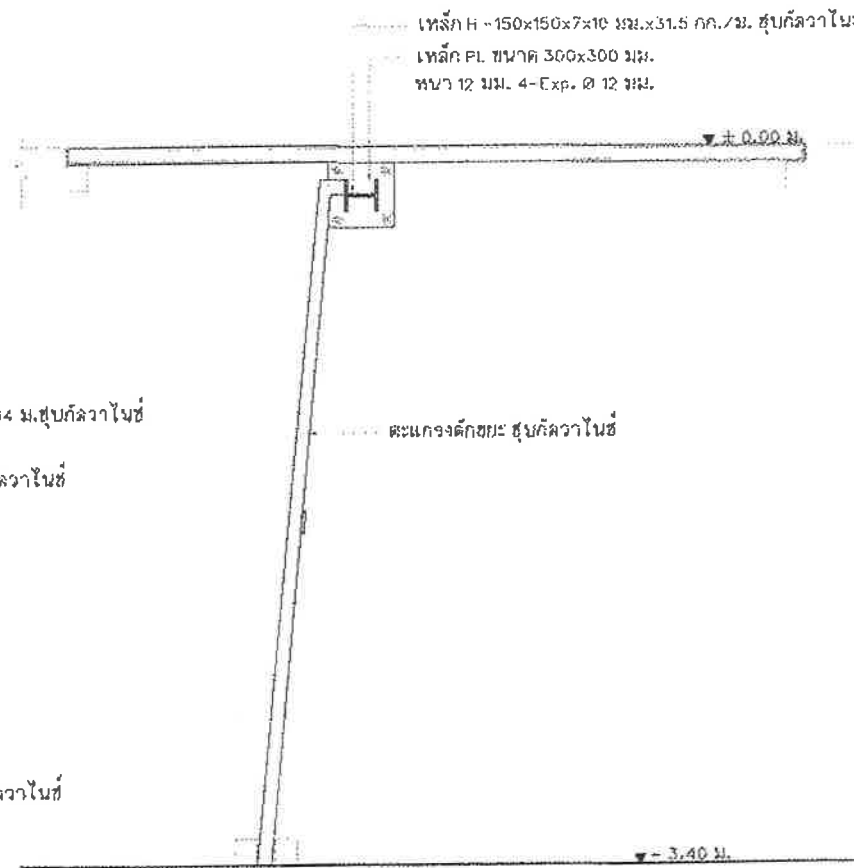 เหล็ก H -150x150x7x10 มม.x31.5 กก./ม. ชุบกัลวาไน
เหล็ก PL ขนาด 300x300 มม.
หนา 12 มม. 4-Exp. Ø 12 มม.
± 0.00 ม.
4 ม.ชุบกัลวาไนซ์
ตะแกรงดักขยะ ชุบกัลวาไนซ์
ลวาไนซ์
ลวาไนซ์
- 3.40 ม.